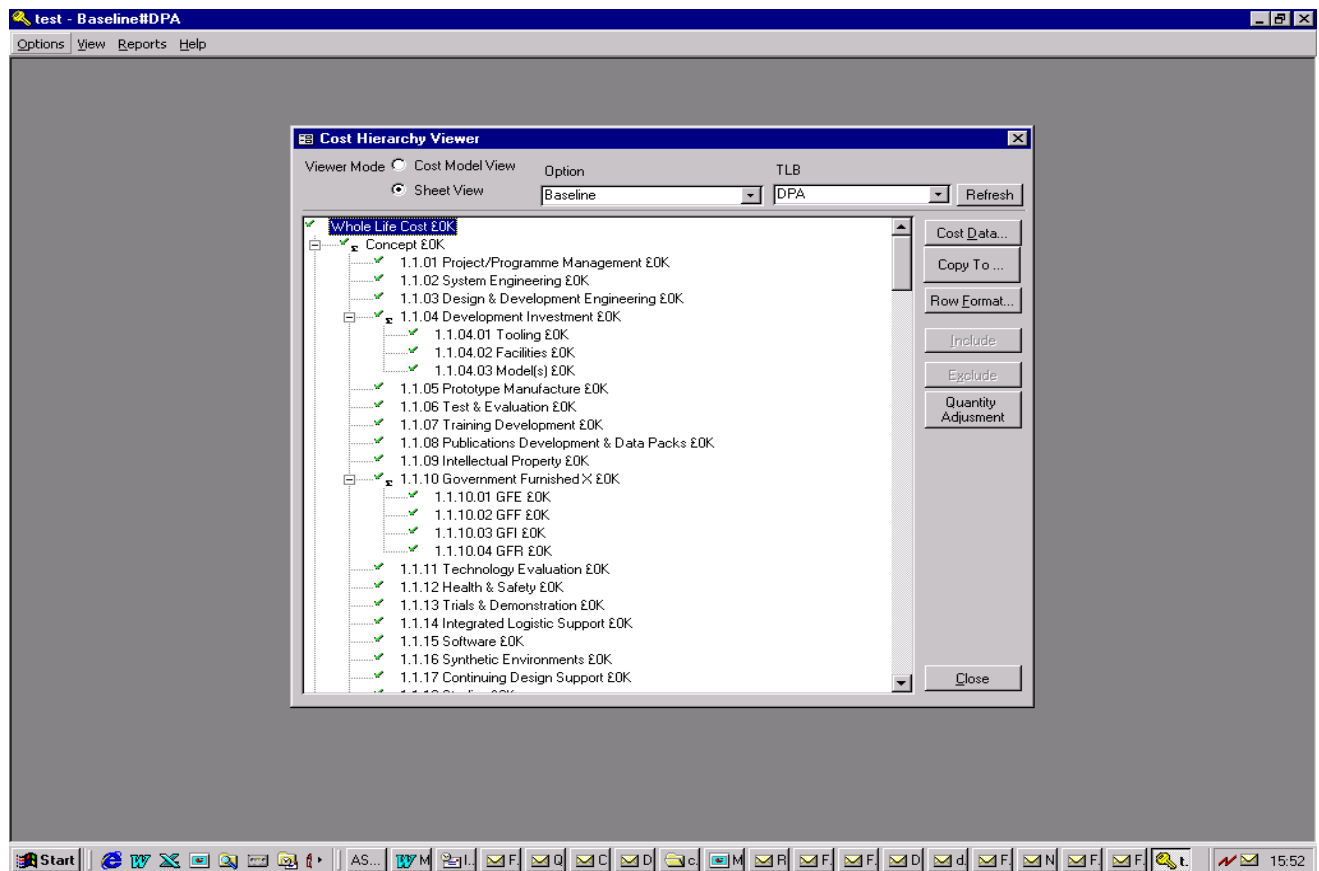 test - Baseline#DPA
Options View Reports Help
Cost Hierarchy Viewer
Viewer Mode Cost Model View Option TLB
Sheet View Baseline DPA Refresh
Whole Life Cost £0K
Cost Data...
Concept £0K
1.1.01 Project/Programme Management £0K
Copy To ...
1.1.02 System Engineering £0K
1.1.03 Design & Development Engineering £0K
Row Format...
1.1.04 Development Investment £0K
1.1.04.01 Tooling £0K
Include
1.1.04.02 Facilities £0K
1.1.04.03 Model(s) £0K
Exclude
1.1.05 Prototype Manufacture £0K
1.1.06 Test & Evaluation £0K
Quantity
Adjusment
1.1.07 Training Development £0K
1.1.08 Publications Development & Data Packs £0K
1.1.09 Intellectual Property £0K
1.1.10 Government Furnished X £0K
1.1.10.01 GFE £0K
1.1.10.02 GFF £0K
1.1.10.03 GFI £0K
1.1.10.04 GFR £0K
1.1.11 Technology Evaluation £0K
1.1.12 Health & Safety £0K
1.1.13 Trials & Demonstration £0K
1.1.14 Integrated Logistic Support £0K
1.1.15 Software £0K
1.1.16 Synthetic Environments £0K
1.1.17 Continuing Design Support £0K
Close
Start AS... M I.. F. Q C D c. M R F. F. D d. F. N F. F. t. 15:52